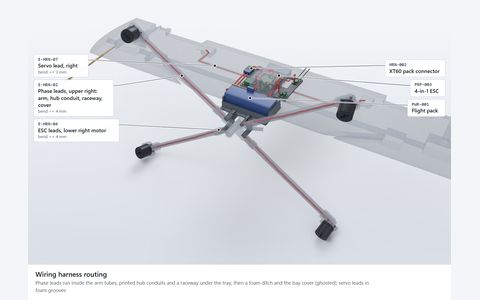 E-HRN-07
Servo lead, right
bend >= 3 mm
E-HRN-02
Phase leads, upper right:
arm, hub conduit, raceway,
cover
bend >= 4 mm
E-HRN-08
ESC leads, lower right motor
bend >= 4 mm
HRN-002
XT60 pack connector
PRP-003
4-in-1 ESC
PWR-001
Flight pack
Wiring harness routing
Phase leads run inside the arm tubes, printed hub conduits and a raceway under the tray, then a foam ditch and the bay cover (ghosted); servo leads in
foam grooves